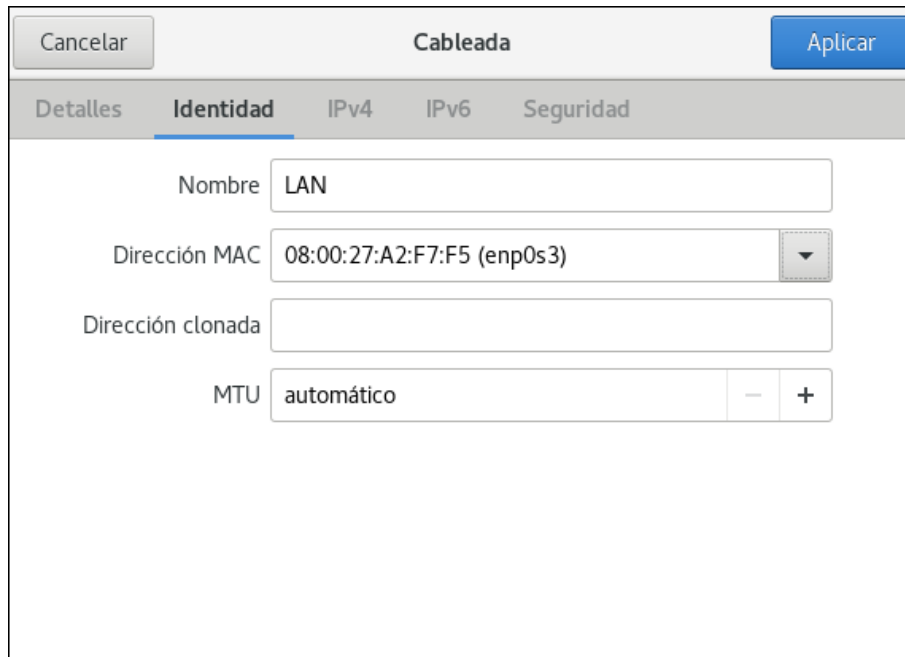 Cancelar Cableada Aplicar
Detalles Identidad IPv4 IPv6 Seguridad
Nombre LAN
Dirección MAC 08:00:27:A2:F7:F5 (enp0s3)
Dirección clonada
MTU automático − +